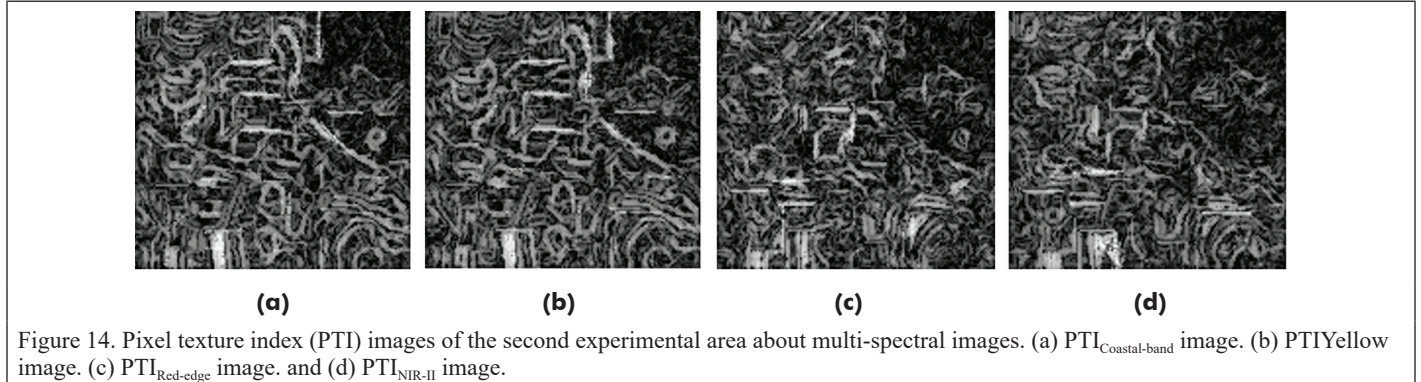 (a) (b) (c) (d)
Figure 14. Pixel texture index (PTI) images of the second experimental area about multi-spectral images. (a) PTICoastal-band image. (b) PTIYellow
image. (c) PTIRed-edge image. and (d) PTINIR-II image.